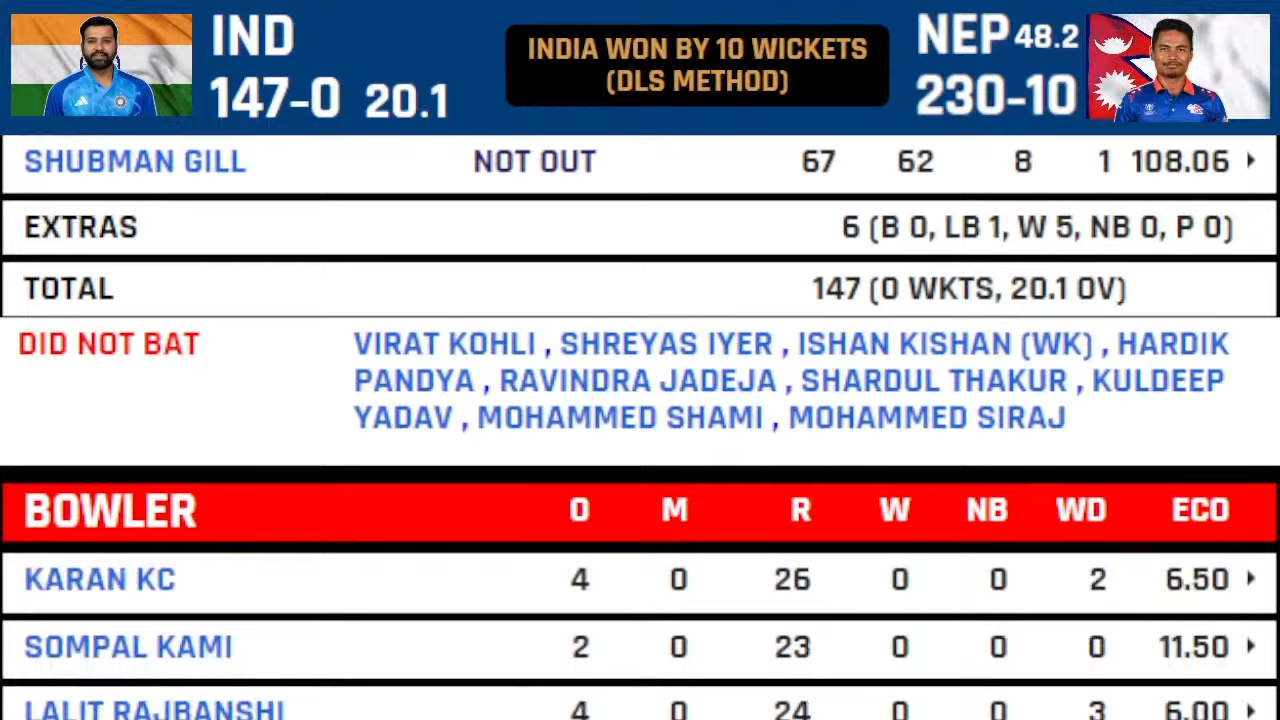 IND
147-0 20.1
INDIA WON BY 10 WICKETS
(DLS METHOD)
NEP 48.2
230-10
SHUBMAN GILL NOT OUT 67 62 8 1 108.06
EXTRAS 6 (B 0, LB 1, W 5, NB 0, P 0)
TOTAL 147 (0 WKTS, 20.1 OV)
DID NOT BAT VIRAT KOHLI , SHREYAS IYER , ISHAN KISHAN (WK) , HARDIK
PANDYA , RAVINDRA JADEJA , SHARDUL THAKUR , KULDEEP
YADAV , MOHAMMED SHAMI , MOHAMMED SIRAJ
BOWLER O M R W NB WD ECO
KARAN KC 4 0 26 0 0 2 6.50
SOMPAL KAMI 2 0 23 0 0 0 11.50
LALIT RAJBANSHI 4 0 24 0 0 3 6.00